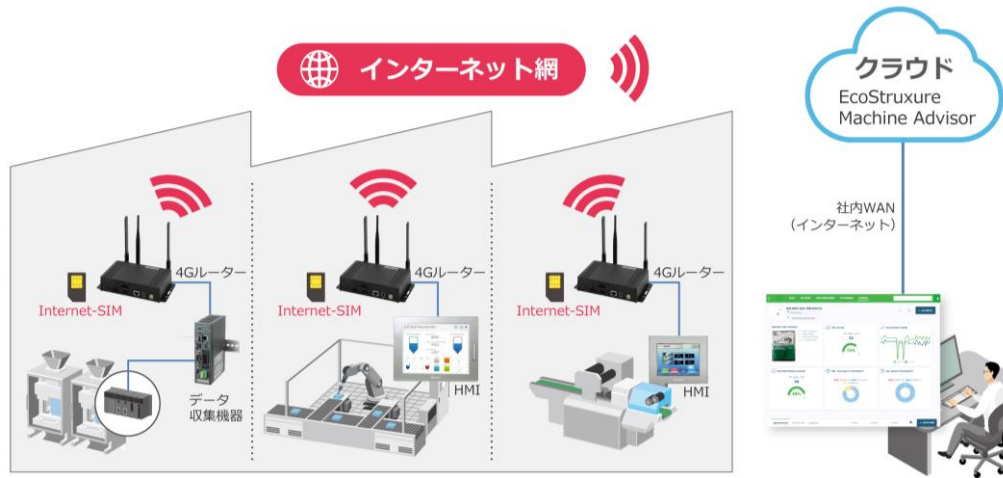 インターネット網
クラウド
EcoStruxure
Machine Advisor
社内WAN
（インターネット）
4Gルーター
Internet-SIM
データ
収集機器
4Gルーター
Internet-SIM
HMI
4Gルーター
Internet-SIM
HMI